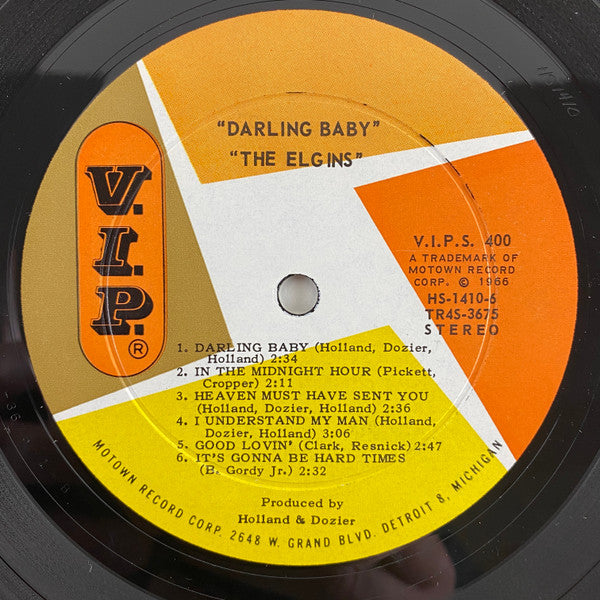 "DARLING BABY"
"THE ELGINS"
V.I.P.
®
V.I.P.S. 400
A TRADEMARK OF
MOTOWN RECORD
CORP. © 1966
HS-1410-6
TR4S-3675
STEREO
1. DARLING BABY (Holland, Dozier,
Holland) 2:34
2. IN THE MIDNIGHT HOUR (Pickett,
Cropper) 2:11
3. HEAVEN MUST HAVE SENT YOU
(Holland, Dozier, Holland) 2:36
4. I UNDERSTAND MY MAN (Holland,
Dozier, Holland) 3:06
5. GOOD LOVIN' (Clark, Resnick) 2:47
6. IT'S GONNA BE HARD TIMES
(B. Gordy Jr.) 2:32
Produced by
Holland & Dozier
MOTOWN RECORD CORP. 2648 W. GRAND BLVD. DETROIT 8, MICHIGAN